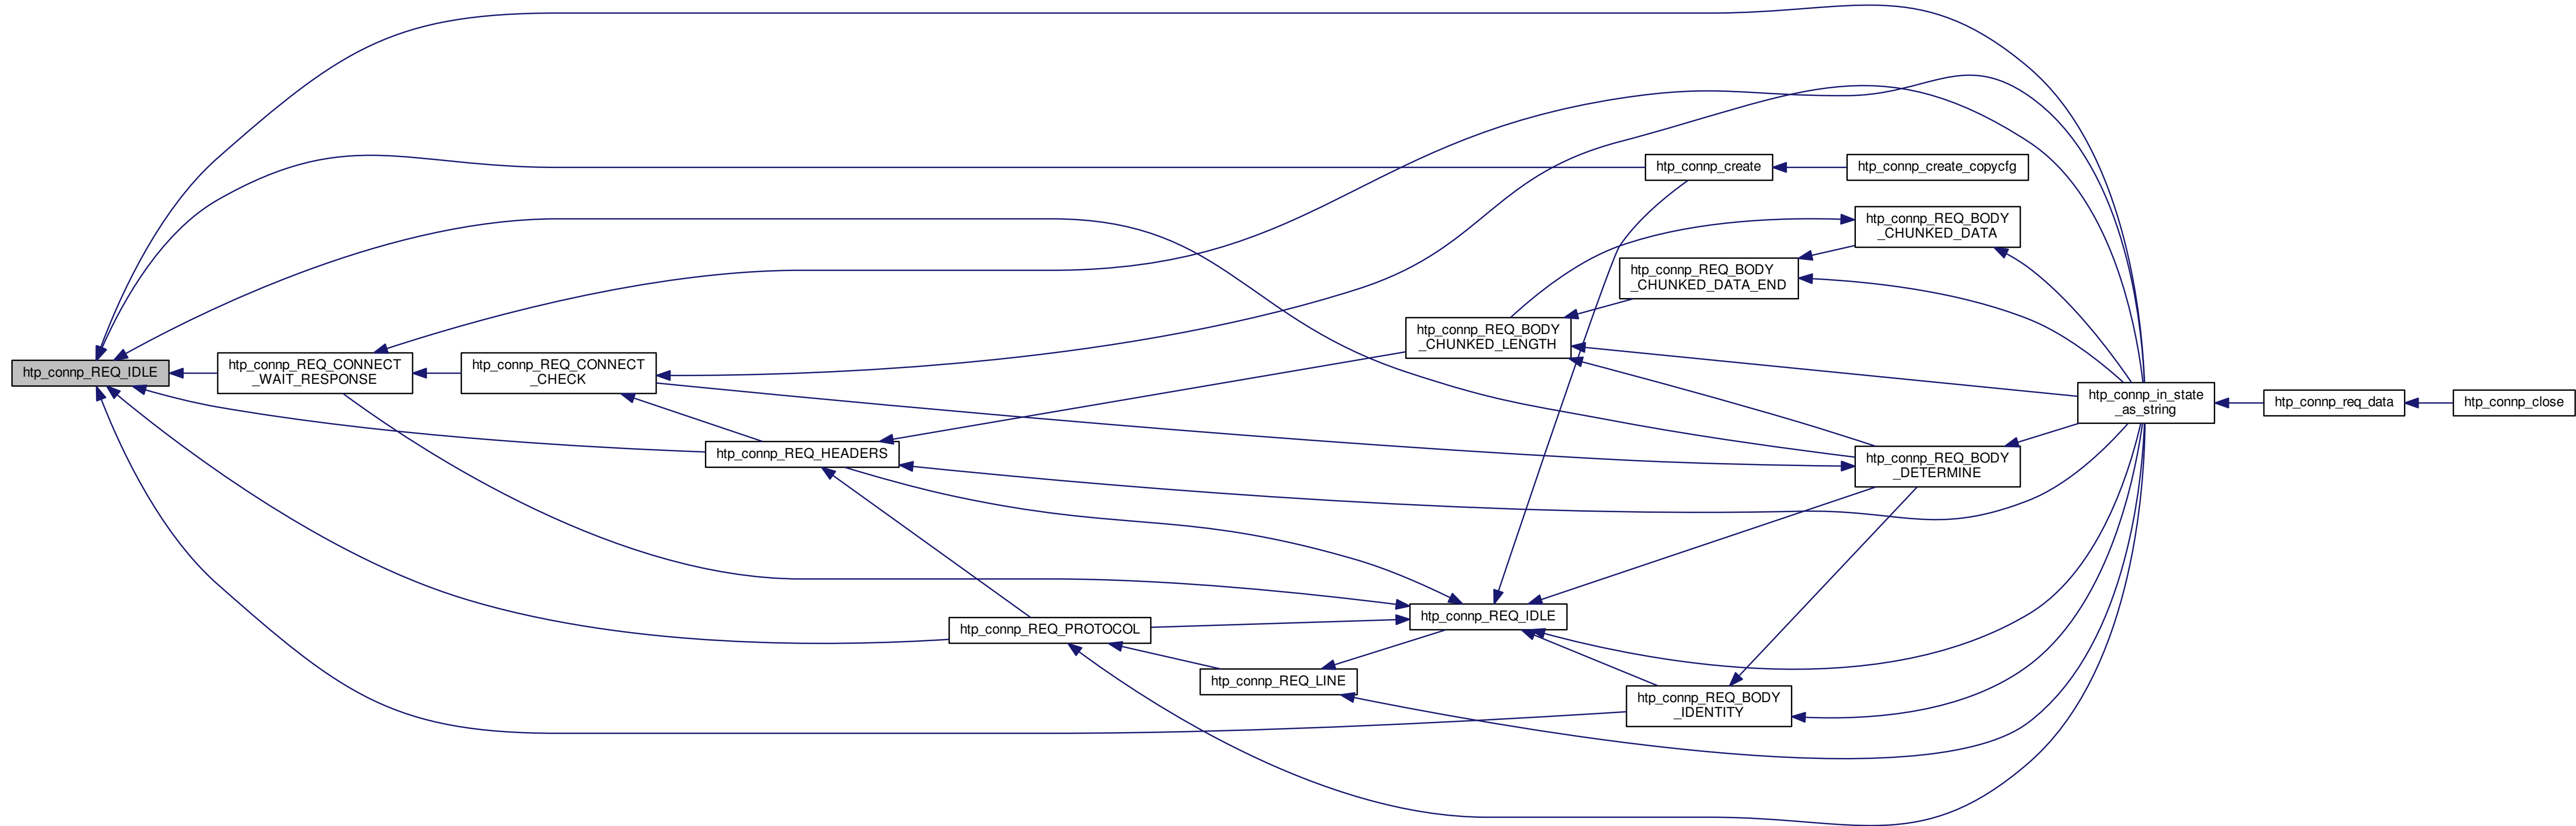 htp_connp_create
htp_connp_create_copycfg
htp_connp_REQ_BODY
_CHUNKED_DATA
htp_connp_REQ_BODY
_CHUNKED_DATA_END
htp_connp_REQ_BODY
_CHUNKED_LENGTH
htp_connp_REQ_IDLE
htp_connp_REQ_CONNECT
_WAIT_RESPONSE
htp_connp_REQ_CONNECT
_CHECK
htp_connp_in_state
_as_string
htp_connp_req_data
htp_connp_close
htp_connp_REQ_HEADERS
htp_connp_REQ_BODY
_DETERMINE
htp_connp_REQ_IDLE
htp_connp_REQ_PROTOCOL
htp_connp_REQ_LINE
htp_connp_REQ_BODY
_IDENTITY